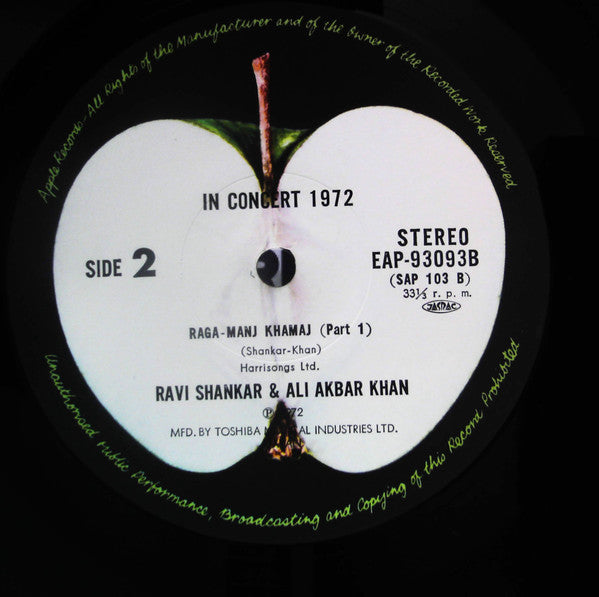 Apple Records-All Rights of the Manufacturer and of the Owner of the Recorded Work Reserved
IN CONCERT 1972
SIDE 2
STEREO
EAP-93093B
(SAP 103 B)
33⅓ r. p. m.
JASRAC
RAGA-MANJ KHAMAJ (Part 1)
(Shankar-Khan)
Harrisongs Ltd.
RAVI SHANKAR & ALI AKBAR KHAN
Ⓟ 1972
MFD. BY TOSHIBA MUSICAL INDUSTRIES LTD.
Unauthorised Public Performance, Broadcasting and Copying of this Record Prohibited